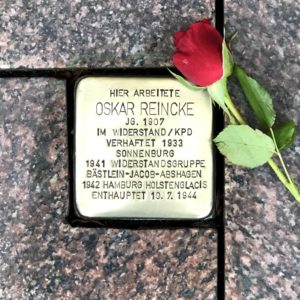 HIER ARBEITETE
OSKAR REINCKE
JG. 1907
IM WIDERSTAND/KPD
VERHAFTET 1933
SONNENBURG
1941 WIDERSTANDSGRUPPE
BÄSTLEIN-JACOB-ABSHAGEN
1942 HAMBURG HOLSTENGLACIS
ENTHAUPTET 10.7.1944